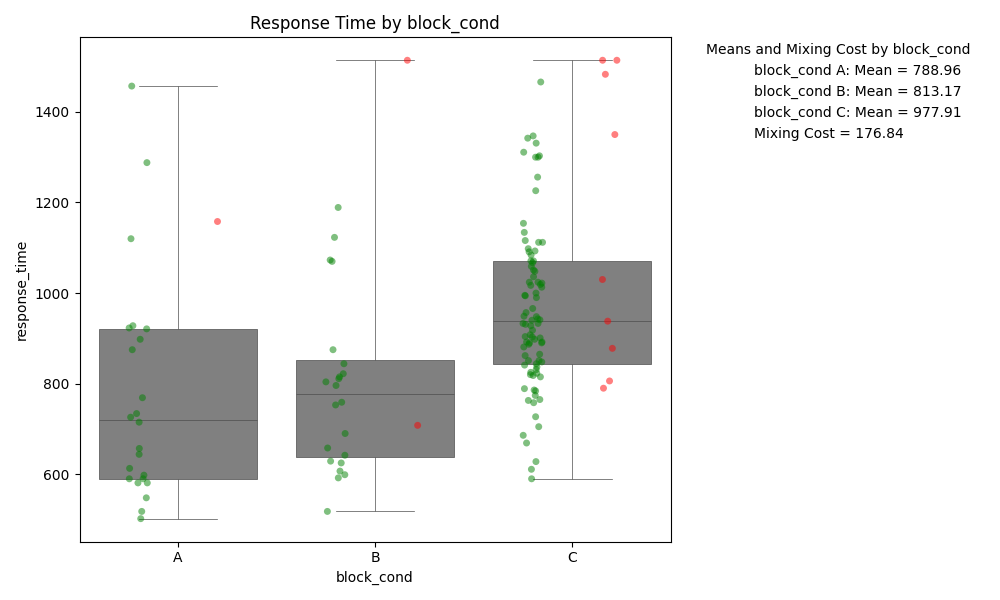 Response Time by block_cond
Means and Mixing Cost by block_cond
block_cond A: Mean = 788.96
block_cond B: Mean = 813.17
block_cond C: Mean = 977.91
Mixing Cost = 176.84
response_time
1400
1200
1000
800
600
A B C
block_cond